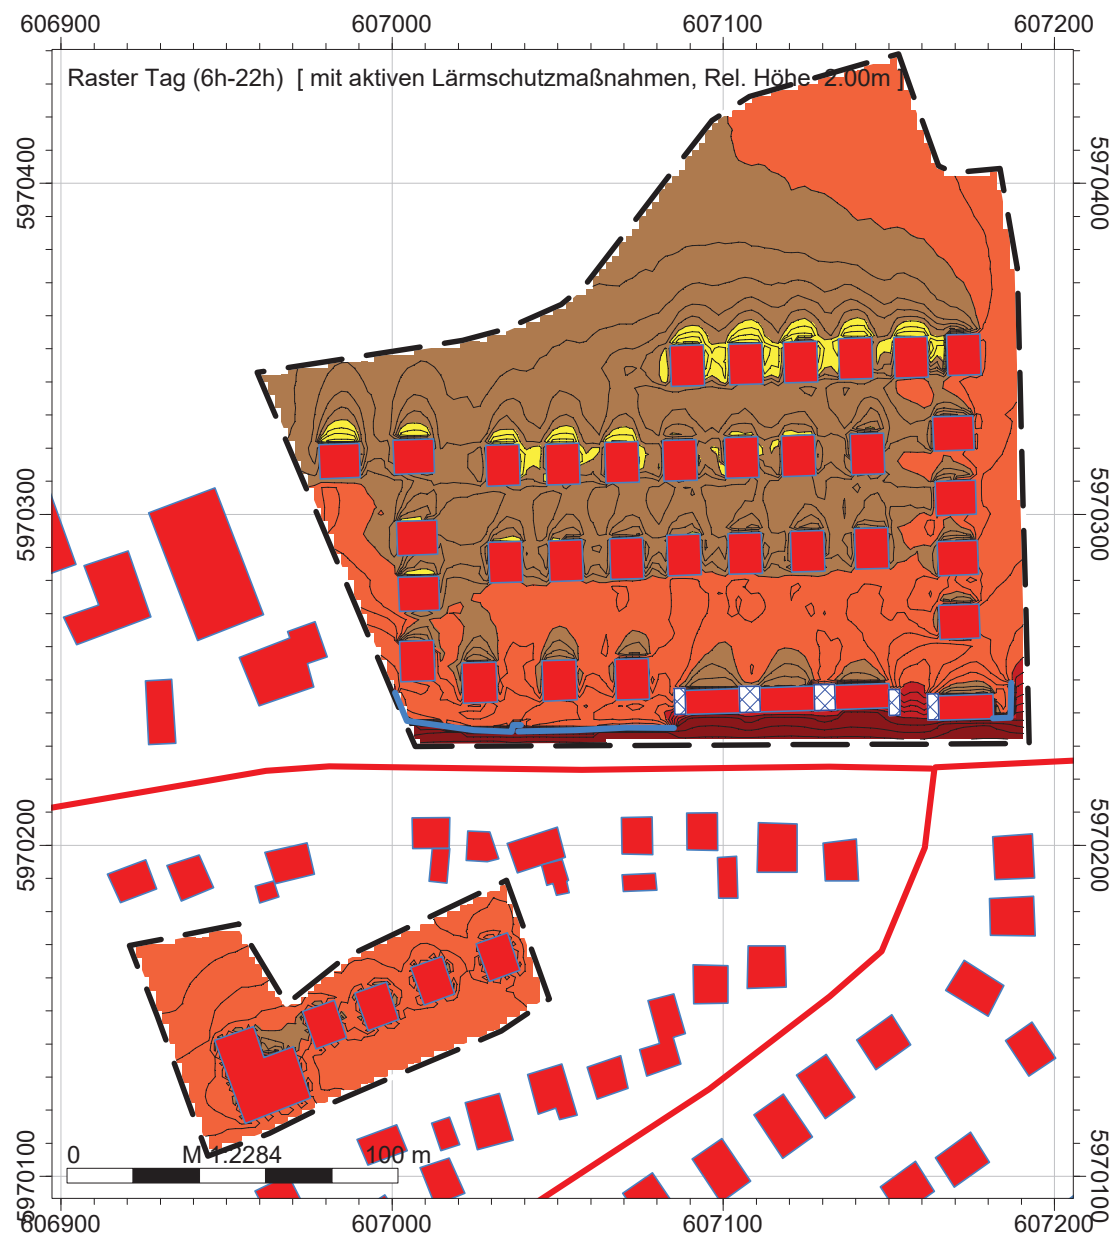 606900 607000 607100 607200
Raster Tag (6h-22h) [ mit aktiven Lärmschutzmaßnahmen, Rel. Höhe 2.00m ]
5970400 5970400
5970300 5970300
5970200 5970200
5970100 5970100
0 M 1:2284 100 m
606900 607000 607100 607200